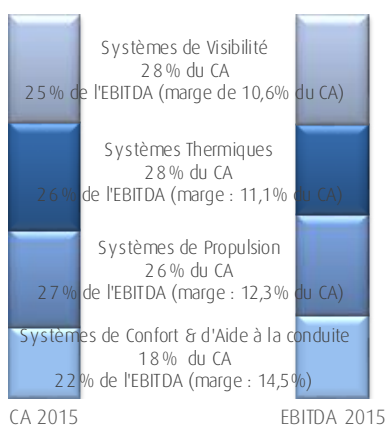 Systèmes de Visibilité
28% du CA
25% de l'EBITDA (marge de 10,6% du CA)
Systèmes Thermiques
28% du CA
26% de l'EBITDA (marge : 11,1% du CA)
Systèmes de Propulsion
26% du CA
27% de l'EBITDA (marge : 12,3% du CA)
Systèmes de Confort & d'Aide à la conduite
18% du CA
22% de l'EBITDA (marge : 14,5%)
CA 2015 EBITDA 2015